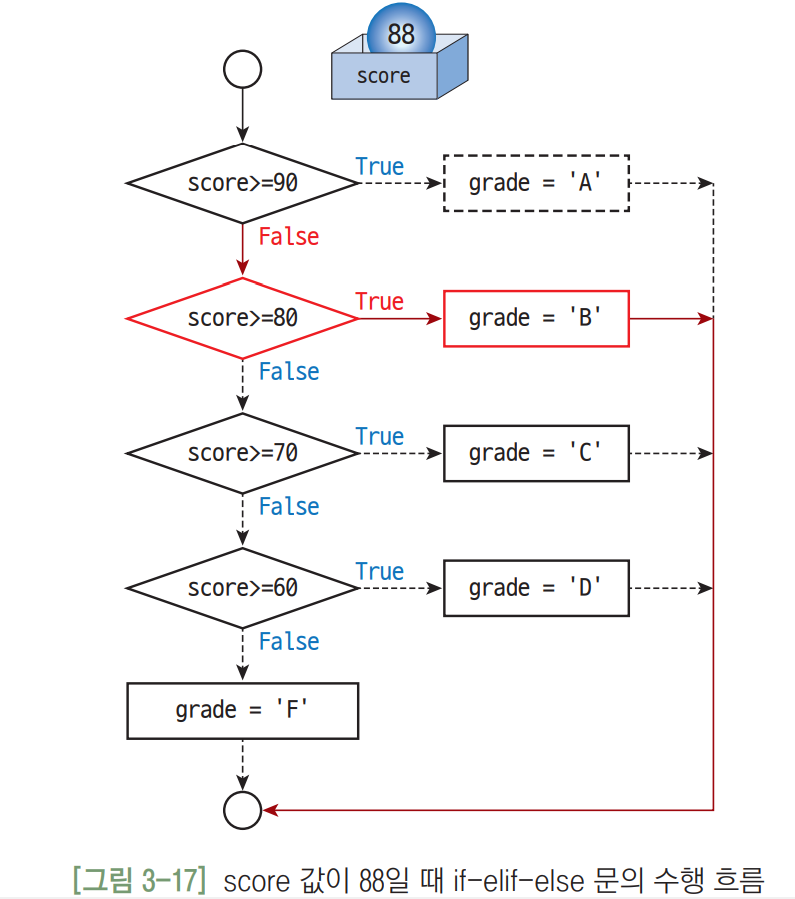 88
score
score>=90
True
grade = 'A'
False
score>=80
True
grade = 'B'
False
score>=70
True
grade = 'C'
False
score>=60
True
grade = 'D'
False
grade = 'F'
[그림 3-17] score 값이 88일 때 if-elif-else 문의 수행 흐름